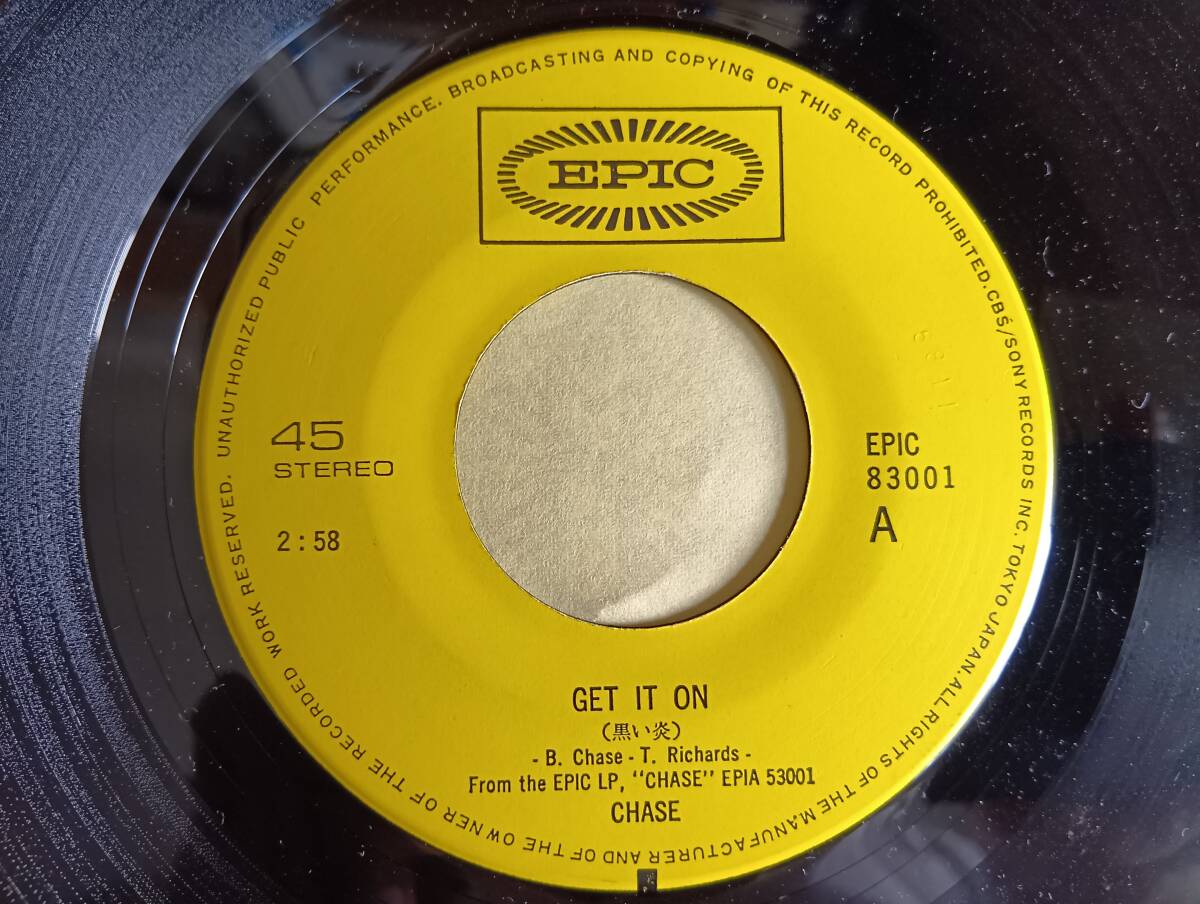 UNAUTHORIZED PUBLIC PERFORMANCE. BROADCASTING AND COPYING OF THIS RECORD PROHIBITED. CBS/SONY RECORDS INC. TOKYO JAPAN. ALL RIGHTS OF THE MANUFACTURER AND OF THE OWNER OF THE RECORDED WORK RESERVED.
EPIC
45
STEREO
2:58
EPIC
83001
A
GET IT ON
(黒い炎)
- B. Chase - T. Richards -
From the EPIC LP, "CHASE" EPIA 53001
CHASE